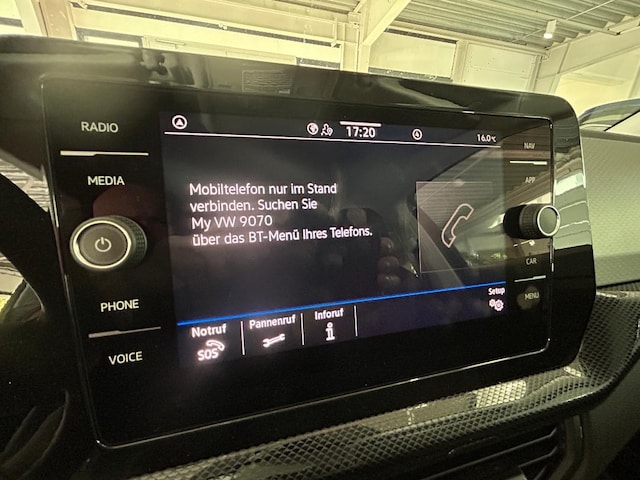 RADIO
MEDIA
PHONE
VOICE
17:20
16.0°C
Mobiltelefon nur im Stand
verbinden. Suchen Sie
My VW 9070
über das BT-Menü Ihres Telefons.
Setup
Notruf
SOS
Pannenruf
Inforuf
NAV
APP
CAR
MENU